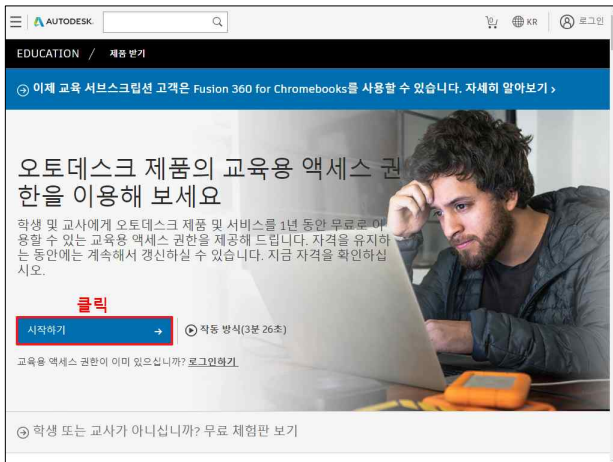 AUTODESK.
KR
로그인
EDUCATION / 제품 받기
이제 교육 서브스크립션 고객은 Fusion 360 for Chromebooks를 사용할 수 있습니다. 자세히 알아보기 ›
오토데스크 제품의 교육용 액세스 권
한을 이용해 보세요
학생 및 교사에게 오토데스크 제품 및 서비스를 1년 동안 무료로 이
용할 수 있는 교육용 액세스 권한을 제공해 드립니다. 자격을 유지하
는 동안에는 계속해서 갱신하실 수 있습니다. 지금 자격을 확인하십
시오.
클릭
시작하기 →
작동 방식(3분 26초)
교육용 액세스 권한이 이미 있으십니까? 로그인하기
학생 또는 교사가 아니십니까? 무료 체험판 보기